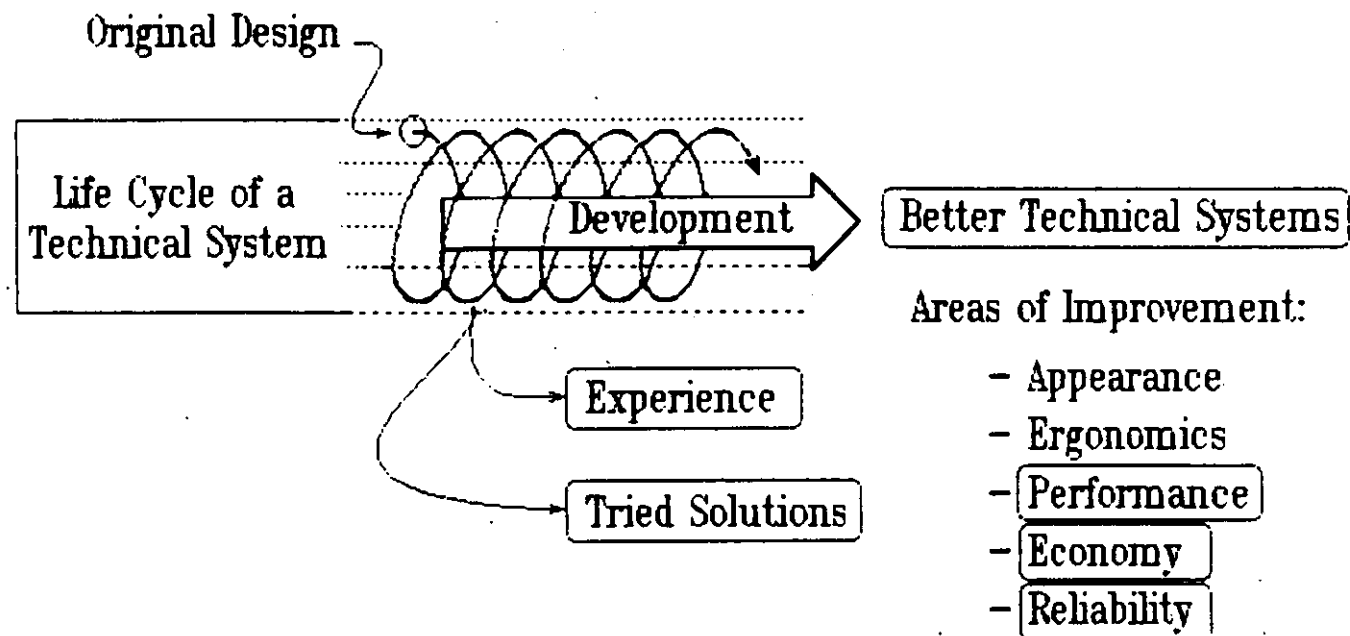 Original Design
Life Cycle of a
Technical System
Development
Better Technical Systems
Areas of Improvement:
- Appearance
- Ergonomics
- Performance
- Economy
- Reliability
Experience
Tried Solutions